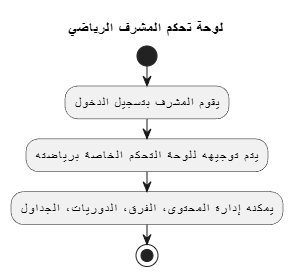 لوحة تحكم المشرف الرياضي
يقوم المشرف بتسجيل الدخول
يتم توجيهه للوحة التحكم الخاصة برياضته
يمكنه إدارة المحتوى، الفرق، الدوريات، الجداول